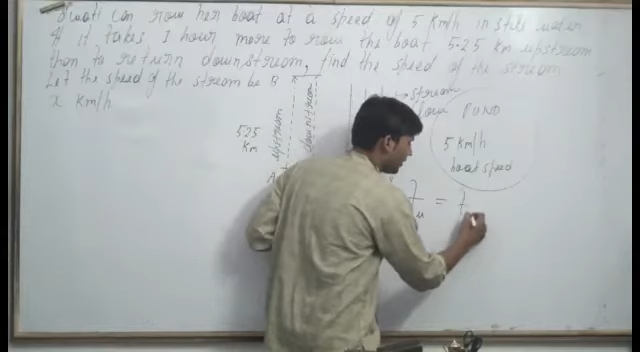 Swati can row her boat at a speed of 5 km/h in still water
If it takes 1 hour more to row the boat 5.25 km upstream
than to return downstream, find the speed of the stream
Let the speed of the stream be
x km/h
B
5.25
km
upstream
downstream
A
→ stream
flow
POND
5 km/h
boat speed
u =